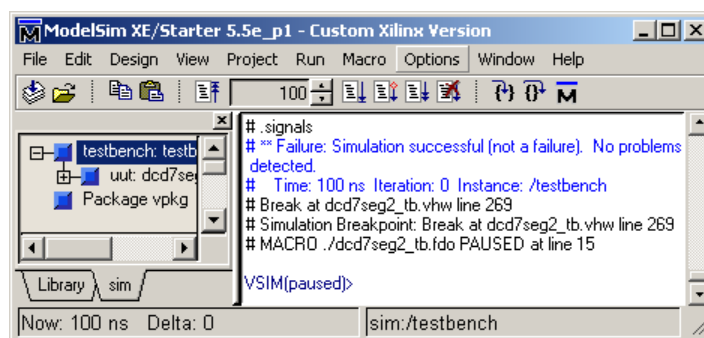 ModelSim XE/Starter 5.5e_p1 - Custom Xilinx Version
File Edit Design View Project Run Macro Options Window Help
100
testbench: testb
uut: dcd7seg
Package vpkg
Library sim
# .signals
# ** Failure: Simulation successful (not a failure). No problems
detected.
# Time: 100 ns Iteration: 0 Instance: /testbench
# Break at dcd7seg2_tb.vhw line 269
# Simulation Breakpoint: Break at dcd7seg2_tb.vhw line 269
# MACRO ./dcd7seg2_tb.fdo PAUSED at line 15
VSIM(paused)>
Now: 100 ns Delta: 0
sim:/testbench